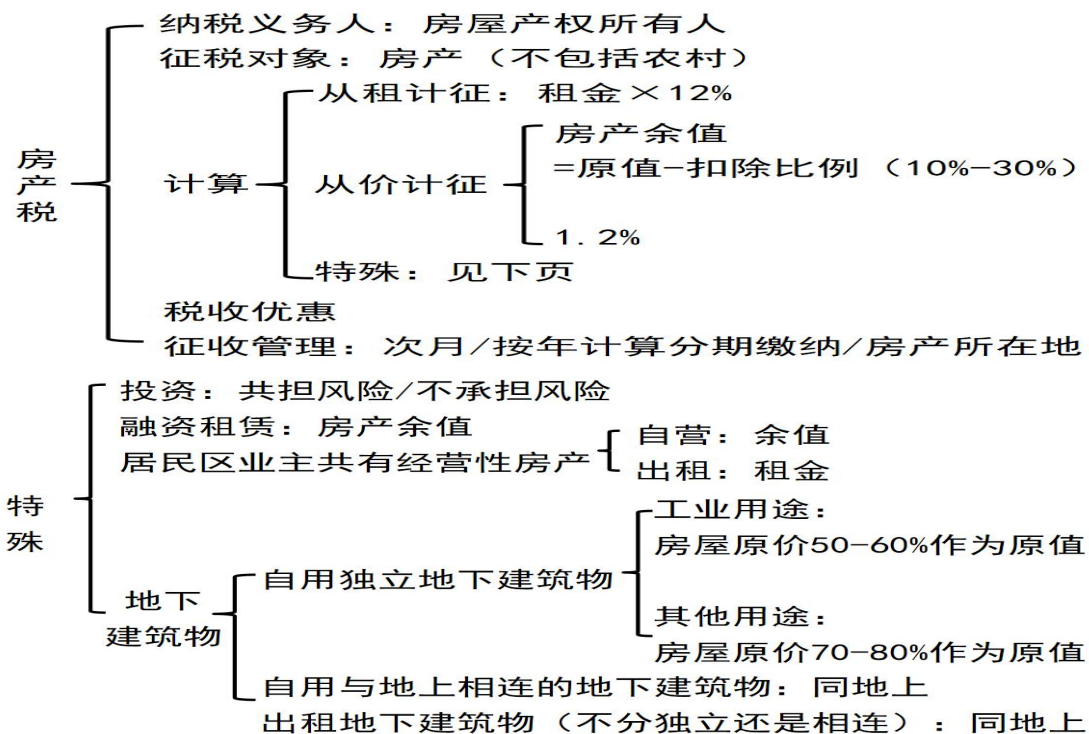 房产税
纳税义务人：房屋产权所有人
征税对象：房产（不包括农村）
计算
从租计征：租金×12%
从价计征
房产余值
=原值-扣除比例（10%-30%）
1.2%
特殊：见下页
税收优惠
征收管理：次月/按年计算分期缴纳/房产所在地
特殊
投资：共担风险/不承担风险
融资租赁：房产余值
居民区业主共有经营性房产
自营：余值
出租：租金
地下
建筑物
自用独立地下建筑物
工业用途：
房屋原价50-60%作为原值
其他用途：
房屋原价70-80%作为原值
自用与地上相连的地下建筑物：同地上
出租地下建筑物（不分独立还是相连）：同地上